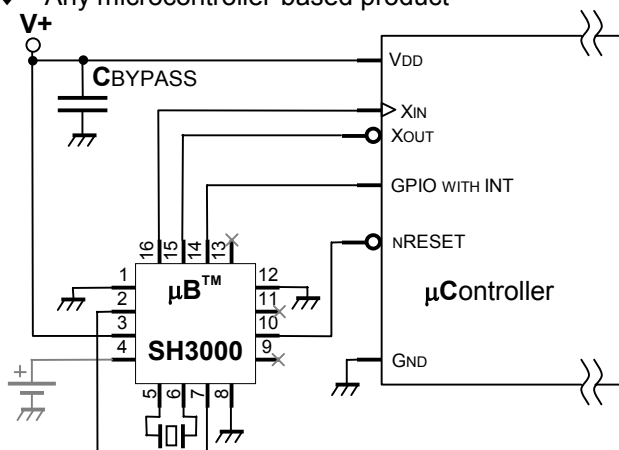 Any microcontroller-based product
V+
CBYPASS
VDD
XIN
XOUT
GPIO WITH INT
NRESET
µController
GND
16 15 14 13
1 12
2 11
3 10
4 9
µB™
SH3000
+
5 6 7 8